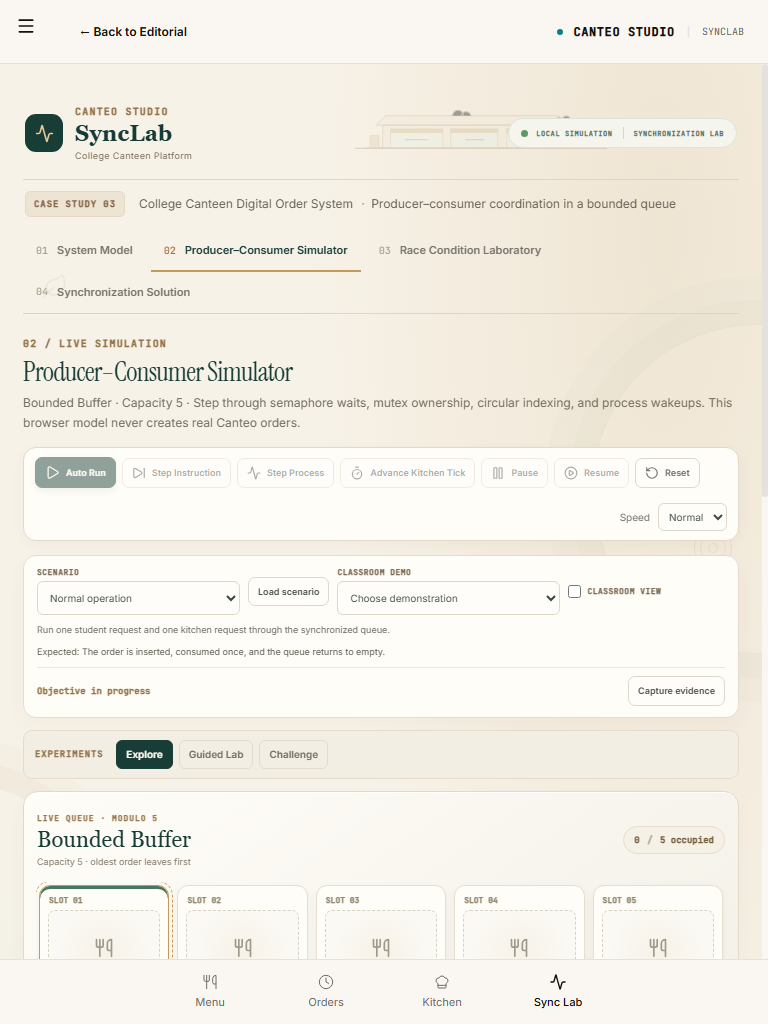 ← Back to Editorial
CANTEO STUDIO
SYNCLAB
CANTEO STUDIO
SyncLab
College Canteen Platform
LOCAL SIMULATION
SYNCHRONIZATION LAB
CASE STUDY 03
College Canteen Digital Order System · Producer–consumer coordination in a bounded queue
01 System Model
02 Producer–Consumer Simulator
03 Race Condition Laboratory
04 Synchronization Solution
02 / LIVE SIMULATION
Producer–Consumer Simulator
Bounded Buffer · Capacity 5 · Step through semaphore waits, mutex ownership, circular indexing, and process wakeups. This
browser model never creates real Canteo orders.
Auto Run
Step Instruction
Step Process
Advance Kitchen Tick
Pause
Resume
Reset
Speed
Normal
SCENARIO
Normal operation
Load scenario
CLASSROOM DEMO
Choose demonstration
CLASSROOM VIEW
Run one student request and one kitchen request through the synchronized queue.
Expected: The order is inserted, consumed once, and the queue returns to empty.
Objective in progress
Capture evidence
EXPERIMENTS
Explore
Guided Lab
Challenge
LIVE QUEUE · MODULO 5
Bounded Buffer
Capacity 5 · oldest order leaves first
0 / 5 occupied
SLOT 01
SLOT 02
SLOT 03
SLOT 04
SLOT 05
Menu
Orders
Kitchen
Sync Lab